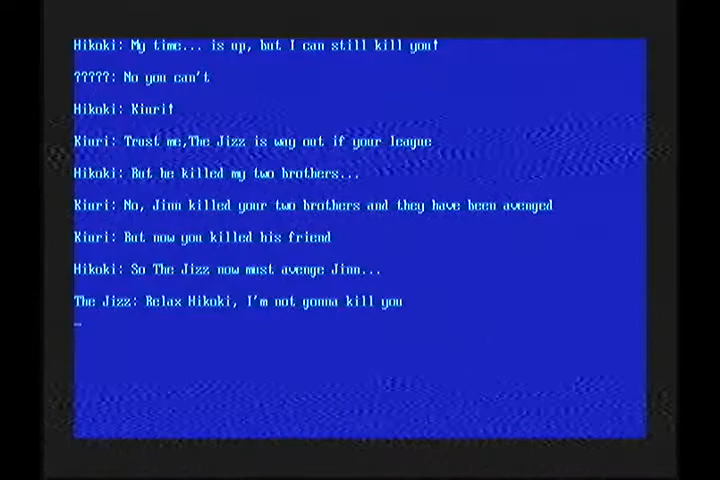 Hikoki: My time... is up, but I can still kill you!
?????: No you can't
Hikoki: Kiuri!
Kiuri: Trust me,The Jizz is way out if your league
Hikoki: But he killed my two brothers...
Kiuri: No, Jinn killed your two brothers and they have been avenged
Kiuri: But now you killed his friend
Hikoki: So The Jizz now must avenge Jinn...
The Jizz: Relax Hikoki, I'm not gonna kill you
_